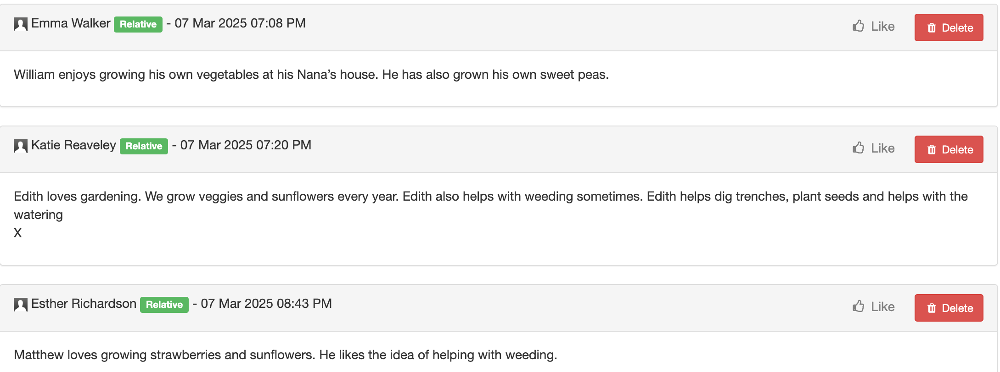 Emma Walker Relative - 07 Mar 2025 07:08 PM Like Delete
William enjoys growing his own vegetables at his Nana’s house. He has also grown his own sweet peas.
Katie Reaveley Relative - 07 Mar 2025 07:20 PM Like Delete
Edith loves gardening. We grow veggies and sunflowers every year. Edith also helps with weeding sometimes. Edith helps dig trenches, plant seeds and helps with the
watering
X
Esther Richardson Relative - 07 Mar 2025 08:43 PM Like Delete
Matthew loves growing strawberries and sunflowers. He likes the idea of helping with weeding.